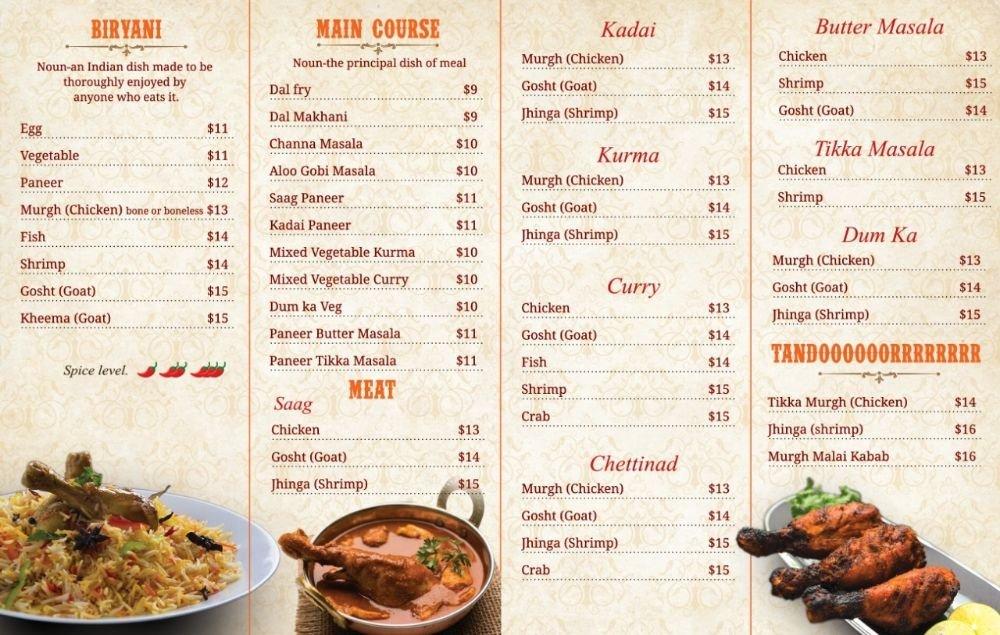 BIRYANI
Noun-an Indian dish made to be
thoroughly enjoyed by
anyone who eats it.
Egg $11
Vegetable $11
Paneer $12
Murgh (Chicken) bone or boneless $13
Fish $14
Shrimp $14
Gosht (Goat) $15
Kheema (Goat) $15
Spice level.
MAIN COURSE
Noun-the principal dish of meal
Dal fry $9
Dal Makhani $9
Channa Masala $10
Aloo Gobi Masala $10
Saag Paneer $11
Kadai Paneer $11
Mixed Vegetable Kurma $10
Mixed Vegetable Curry $10
Dum ka Veg $10
Paneer Butter Masala $11
Paneer Tikka Masala $11
MEAT
Saag
Chicken $13
Gosht (Goat) $14
Jhinga (Shrimp) $15
Kadai
Murgh (Chicken) $13
Gosht (Goat) $14
Jhinga (Shrimp) $15
Kurma
Murgh (Chicken) $13
Gosht (Goat) $14
Jhinga (Shrimp) $15
Curry
Chicken $13
Gosht (Goat) $14
Fish $14
Shrimp $15
Crab $15
Chettinad
Murgh (Chicken) $13
Gosht (Goat) $14
Jhinga (Shrimp) $15
Crab $15
Butter Masala
Chicken $13
Shrimp $15
Gosht (Goat) $14
Tikka Masala
Chicken $13
Shrimp $15
Dum Ka
Murgh (Chicken) $13
Gosht (Goat) $14
Jhinga (Shrimp) $15
TANDOOOOOORRRRRRRR
Tikka Murgh (Chicken) $14
Jhinga (shrimp) $16
Murgh Malai Kabab $16